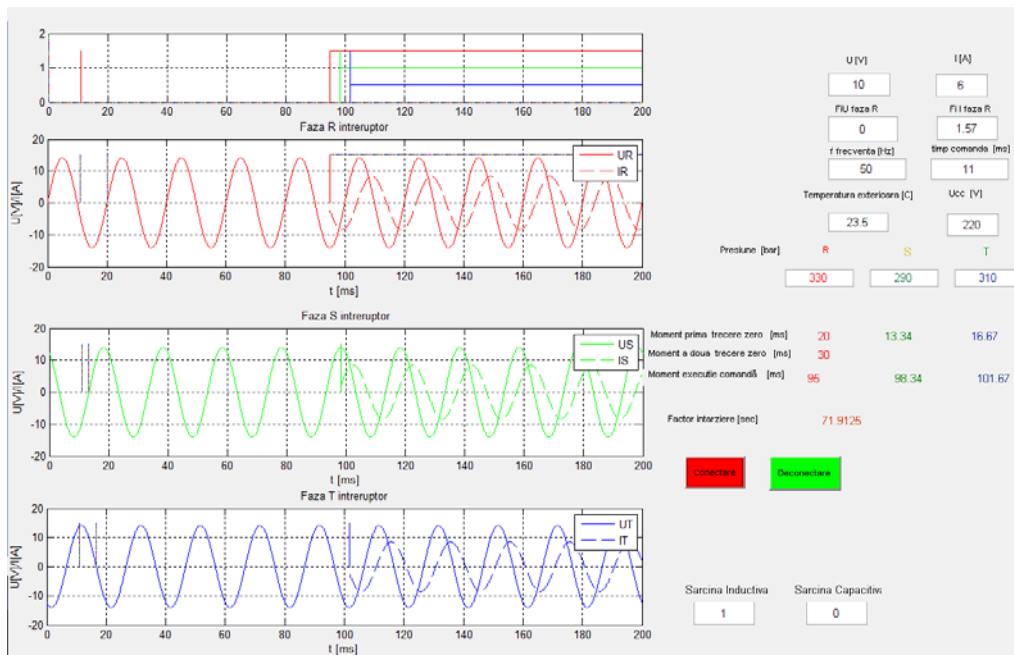 2
1
0
0 20 40 60 80 100 120 140 160 180 200
Faza R intreruptor
20
10
0
-10
-20
U[V]/I[A]
UR
IR
0 20 40 60 80 100 120 140 160 180 200
t [ms]
Faza S intreruptor
20
10
0
-10
-20
U[V]/I[A]
US
IS
0 20 40 60 80 100 120 140 160 180 200
t [ms]
Faza T intreruptor
20
10
0
-10
-20
U[V]/I[A]
UT
IT
0 20 40 60 80 100 120 140 160 180 200
t [ms]
U [V] I [A]
10 6
FiU faza R Fi I faza R
0 1.57
f frecventa [Hz] timp comanda [ms]
50 11
Temperatura exterioara [C] Ucc [V]
23.5 220
Presiune [bar] R S T
330 290 310
Moment prima trecere zero [ms] 20 13.34 16.67
Moment a doua trecere zero [ms] 30
Moment executie comandă [ms] 95 98.34 101.67
Factor intarziere [sec] 71.9125
Conectare Deconectare
Sarcina Inductiva Sarcina Capacitiva
1 0